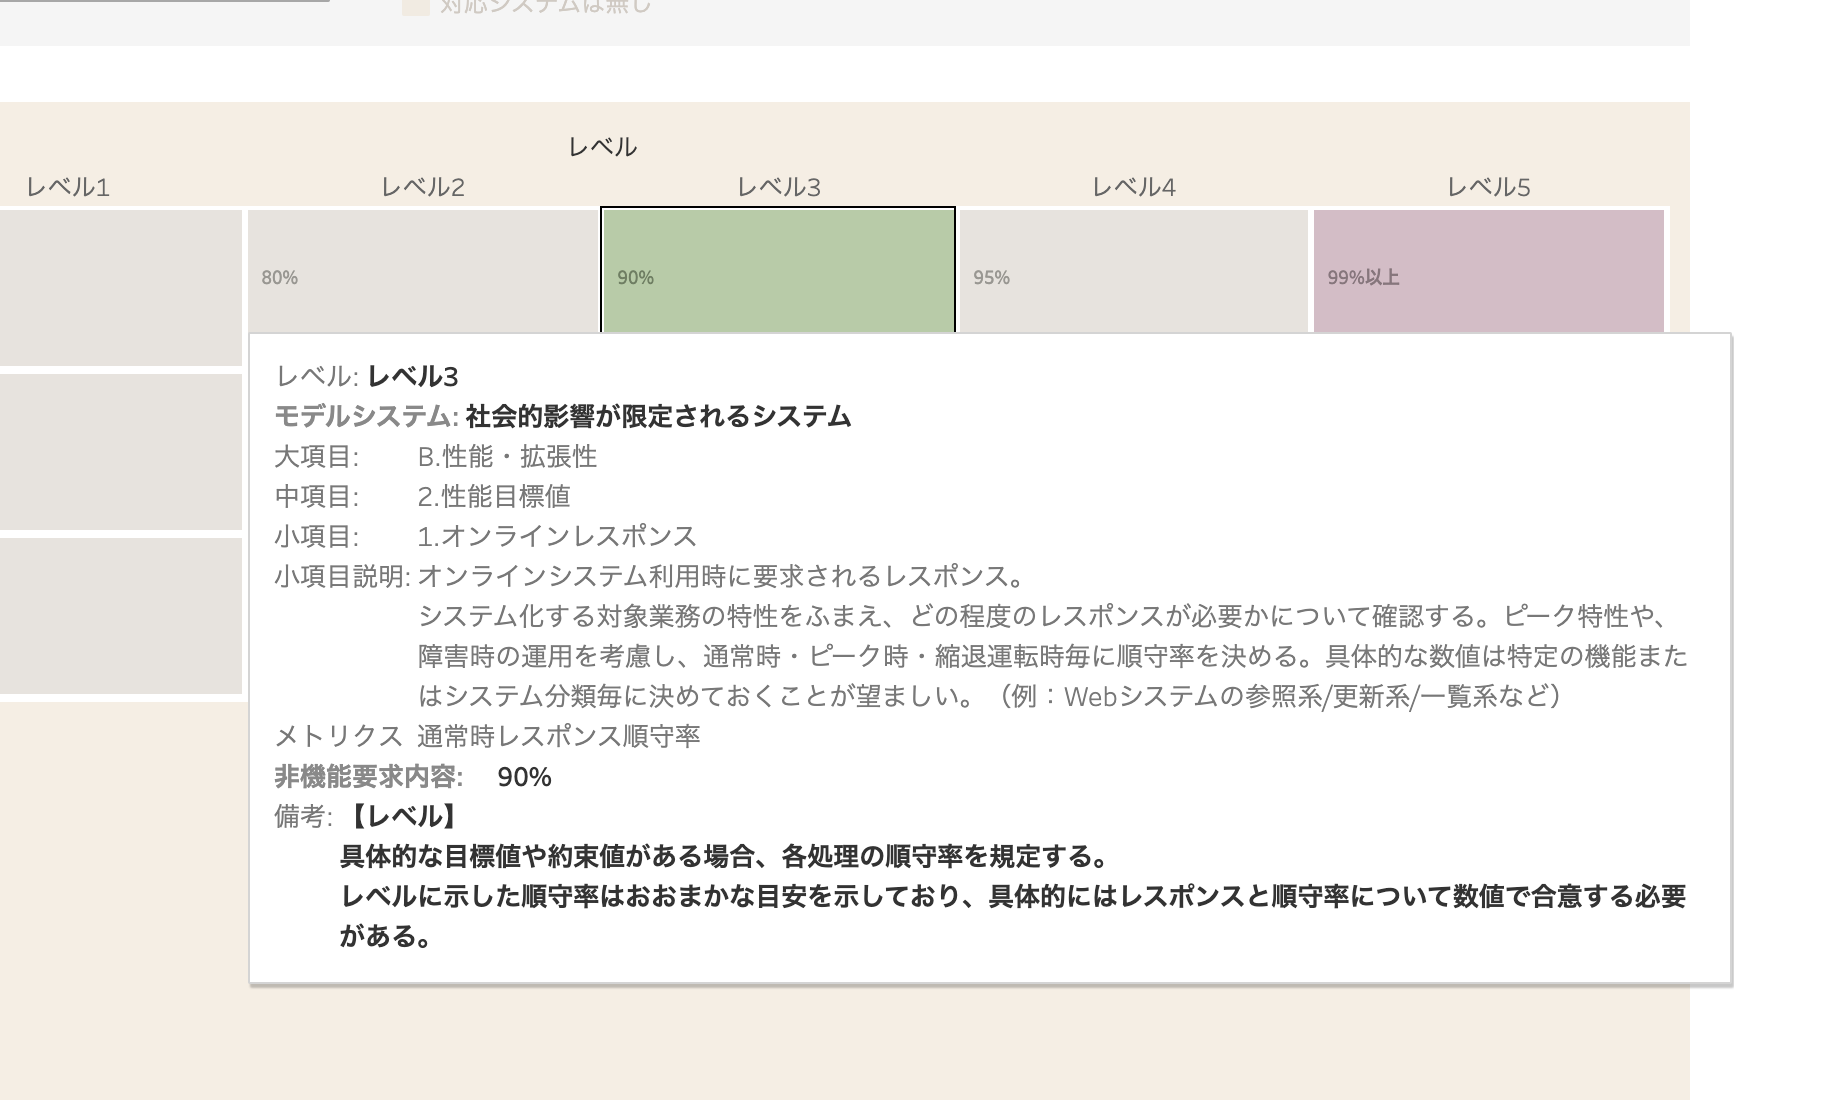 対応システムは無し
レベル
レベル1 レベル2 レベル3 レベル4 レベル5
80% 90% 95% 99%以上
レベル: レベル3
モデルシステム: 社会的影響が限定されるシステム
大項目: B.性能・拡張性
中項目: 2.性能目標値
小項目: 1.オンラインレスポンス
小項目説明: オンラインシステム利用時に要求されるレスポンス。
システム化する対象業務の特性をふまえ、どの程度のレスポンスが必要かについて確認する。ピーク特性や、
障害時の運用を考慮し、通常時・ピーク時・縮退運転時毎に順守率を決める。具体的な数値は特定の機能また
はシステム分類毎に決めておくことが望ましい。（例：Webシステムの参照系/更新系/一覧系など）
メトリクス 通常時レスポンス順守率
非機能要求内容: 90%
備考: 【レベル】
具体的な目標値や約束値がある場合、各処理の順守率を規定する。
レベルに示した順守率はおおまかな目安を示しており、具体的にはレスポンスと順守率について数値で合意する必要
がある。